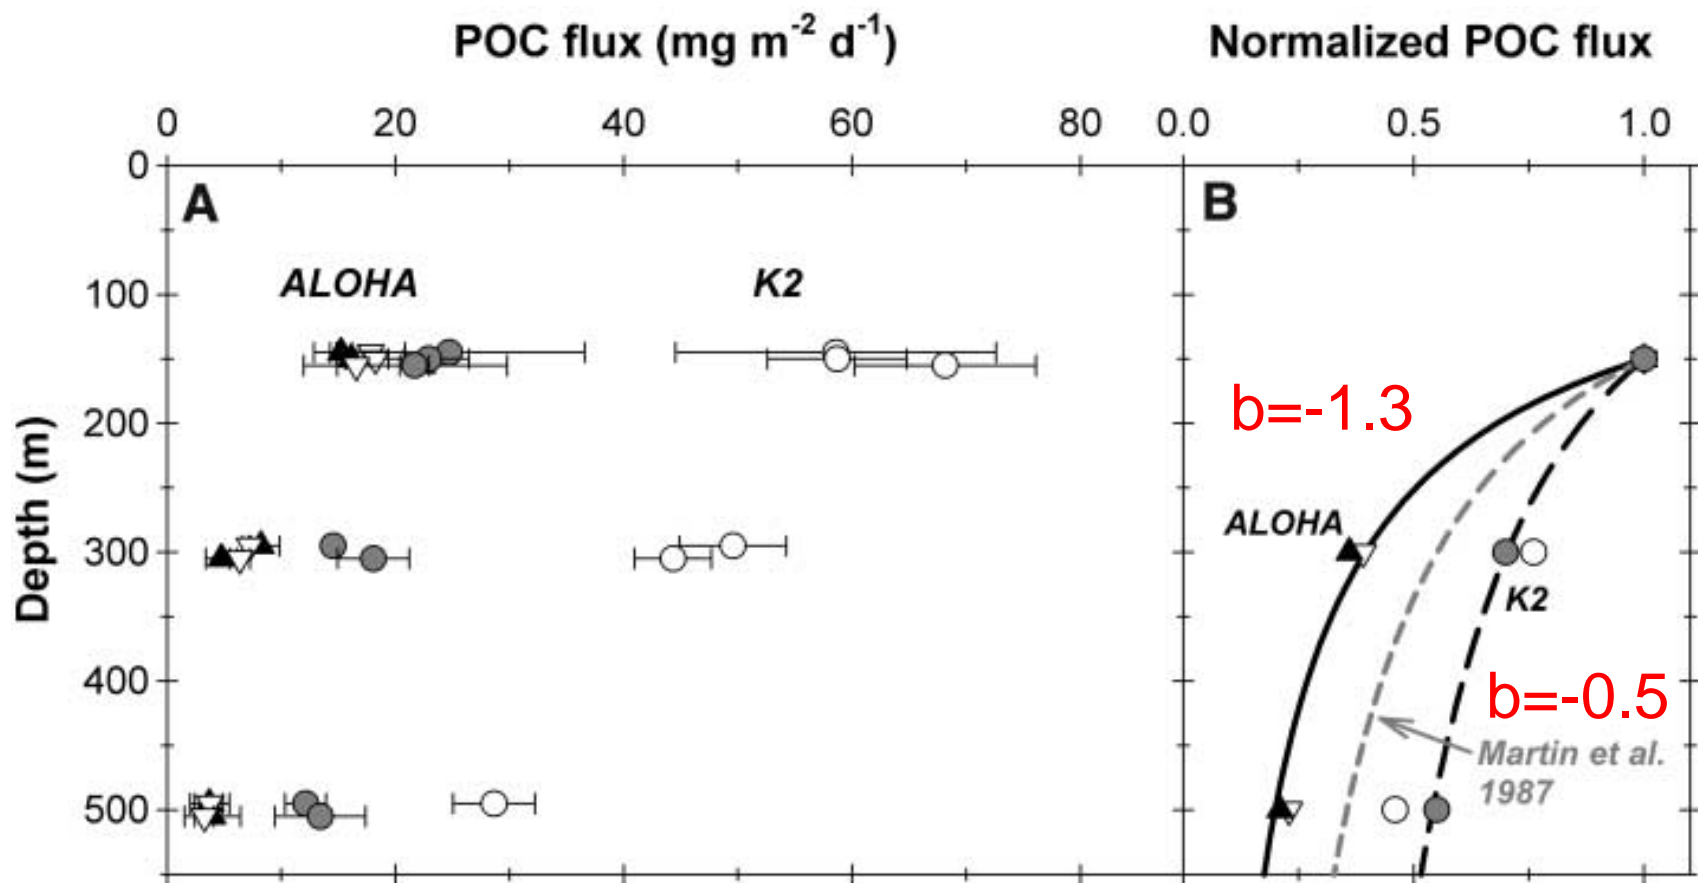 POC flux (mg m-2 d-1)
Normalized POC flux
0 20 40 60 80 0.0 0.5 1.0
0
A
B
ALOHA
K2
100
b=-1.3
200
Depth (m)
ALOHA
300
K2
400
b=-0.5
Martin et al.
1987
500